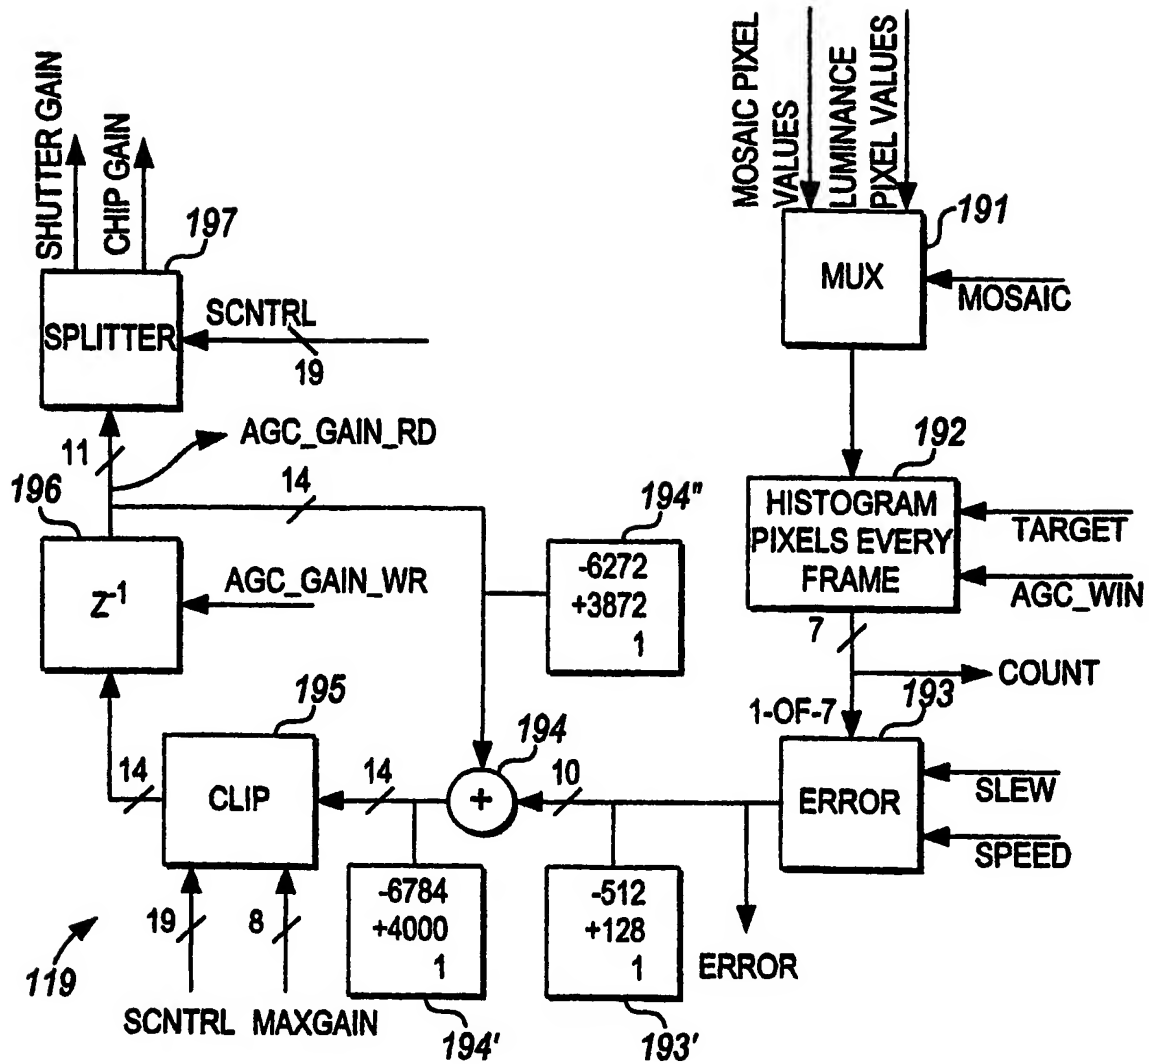 SHUTTER GAIN
CHIP GAIN
197
SPLITTER
SCNTRL
19
MOSAIC PIXEL
VALUES
LUMINANCE
PIXEL VALUES
191
MUX
MOSAIC
11
AGC_GAIN_RD
14
196
Z-1
AGC_GAIN_WR
194"
-6272
+3872
1
192
HISTOGRAM
PIXELS EVERY
FRAME
TARGET
AGC_WIN
7
COUNT
193
1-OF-7
ERROR
SLEW
SPEED
195
14
CLIP
14
194
+
10
19
8
SCNTRL MAXGAIN
119
-6784
+4000
1
194'
-512
+128
1
193'
ERROR